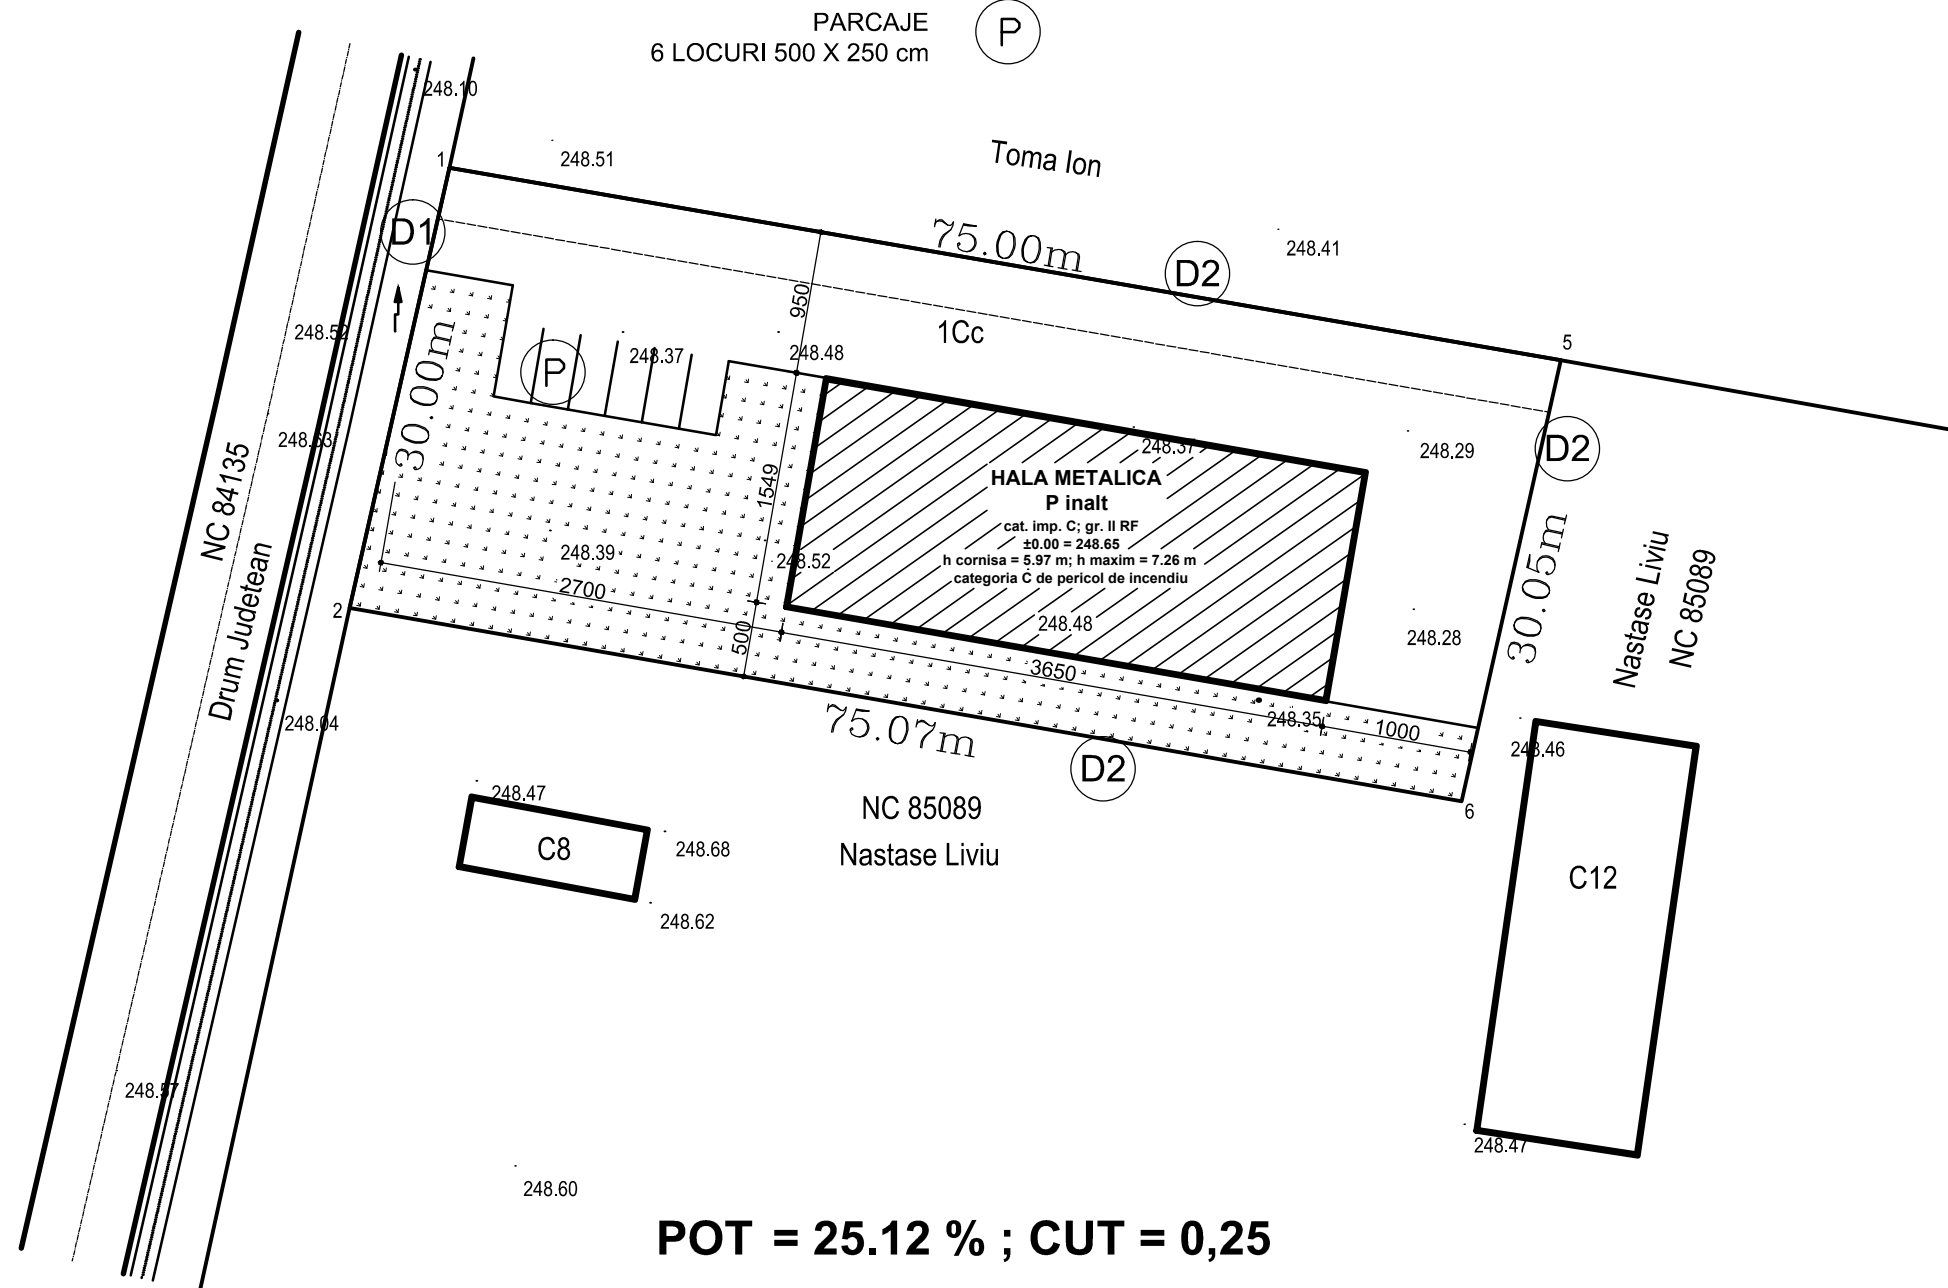 PARCAJE
6 LOCURI 500 X 250 cm
P
248.10
1
248.51
Toma Ion
D1
75.00m
D2
248.41
950
1Cc
5
248.52
30.00m
P
248.37
248.48
NC 84135
248.63
248.37
248.29
D2
HALA METALICA
P inalt
cat. imp. C; gr. II RF
±0.00 = 248.65
h cornisa = 5.97 m; h maxim = 7.26 m
categoria C de pericol de incendiu
1549
248.39
248.52
2700
2
500
248.48
248.28
30.05m
Nastase Liviu
NC 85089
Drum Judetean
3650
248.04
75.07m
248.35
1000
248.46
D2
6
248.47
C8
248.68
248.62
NC 85089
Nastase Liviu
C12
248.57
248.47
248.60
POT = 25.12 % ; CUT = 0,25